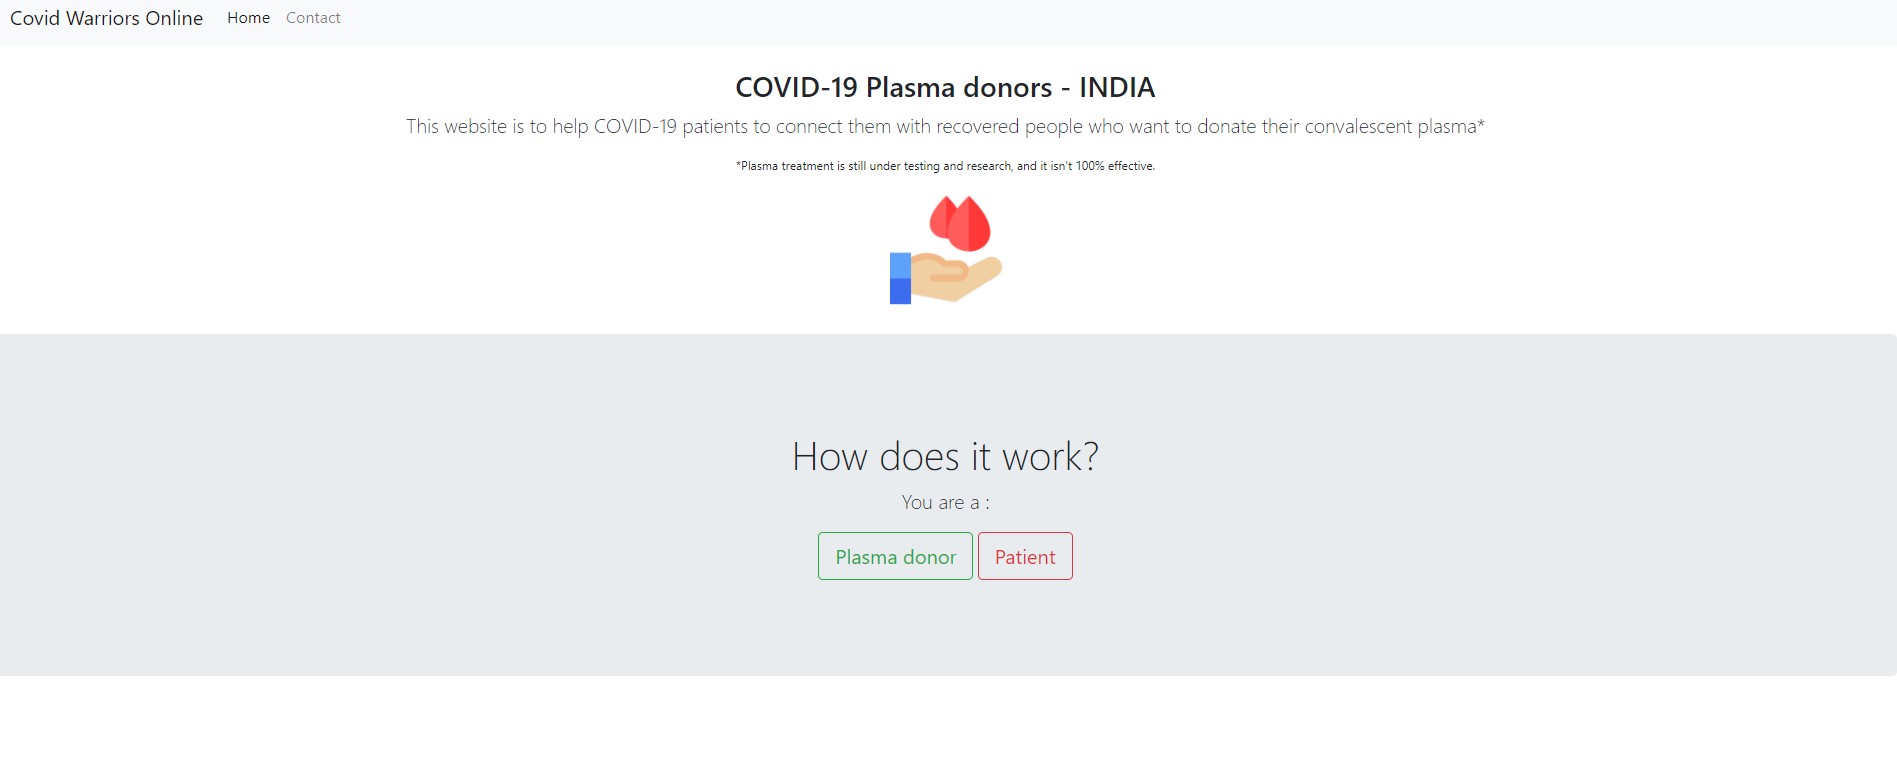 Covid Warriors Online Home Contact
COVID-19 Plasma donors - INDIA
This website is to help COVID-19 patients to connect them with recovered people who want to donate their convalescent plasma*
*Plasma treatment is still under testing and research, and it isn't 100% effective.
How does it work?
You are a :
Plasma donor Patient